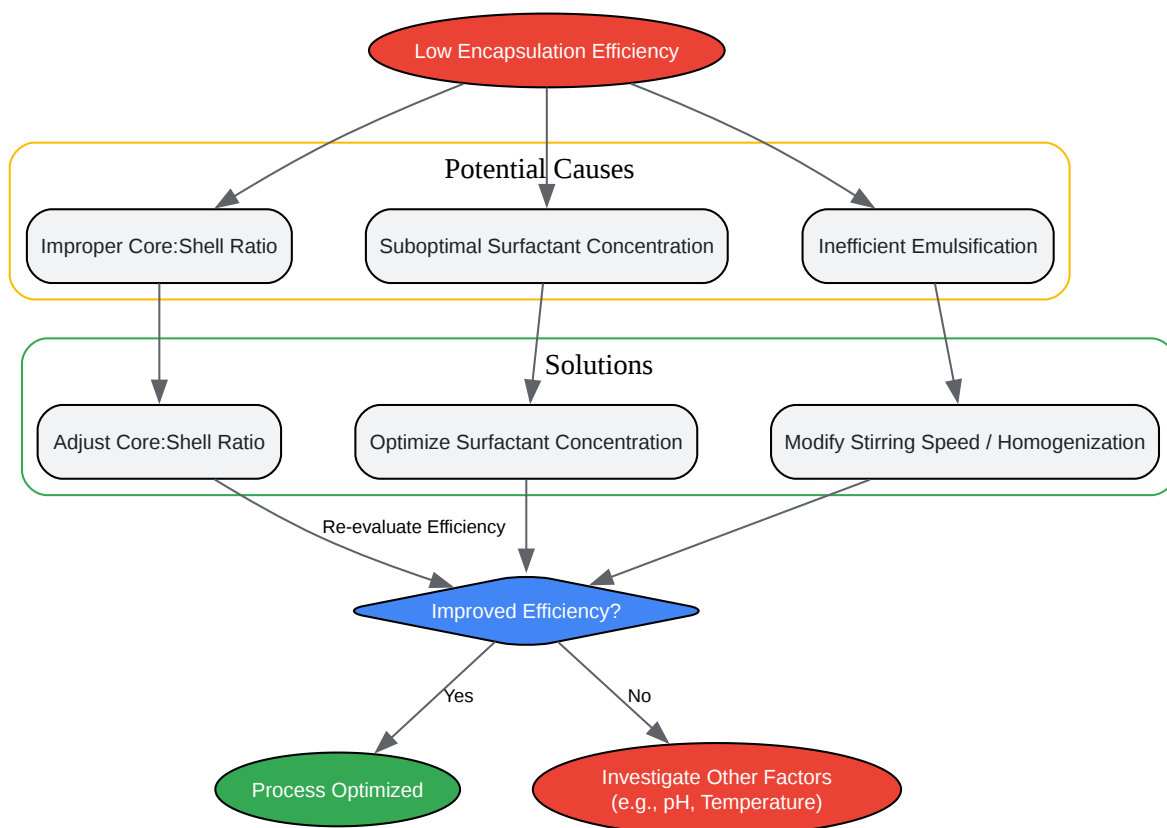 Low Encapsulation Efficiency
Potential Causes
Improper Core:Shell Ratio
Suboptimal Surfactant Concentration
Inefficient Emulsification
Solutions
Adjust Core:Shell Ratio
Optimize Surfactant Concentration
Modify Stirring Speed / Homogenization
Re-evaluate Efficiency
Improved Efficiency?
Yes
No
Process Optimized
Investigate Other Factors
(e.g., pH, Temperature)